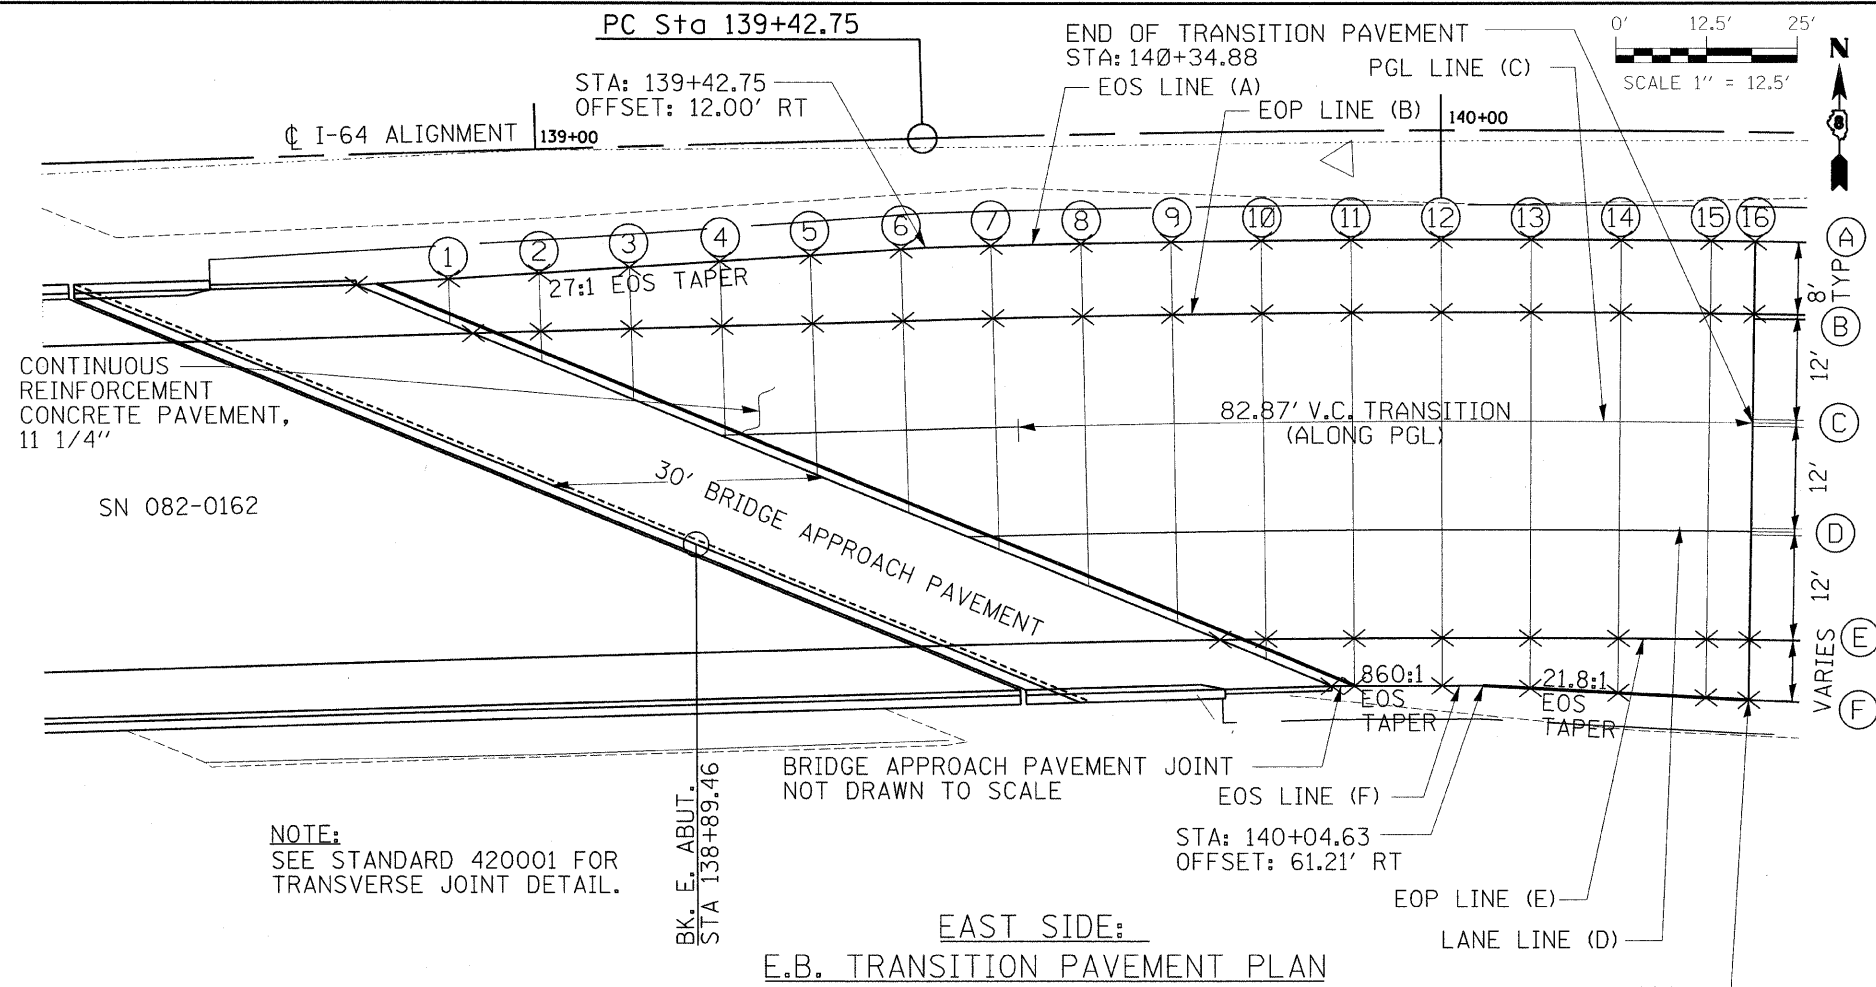 PC Sta 139+42.75
END OF TRANSITION PAVEMENT
STA: 140+34.88
0' 12.5' 25'
SCALE 1" = 12.5'
N
8
STA: 139+42.75
OFFSET: 12.00' RT
EOS LINE (A)
PGL LINE (C)
EOP LINE (B)
℄ I-64 ALIGNMENT
139+00
140+00
1 2 3 4 5 6 7 8 9 10 11 12 13 14 15 16
A
27:1 EOS TAPER
8' TYP
B
CONTINUOUS
REINFORCEMENT
CONCRETE PAVEMENT,
11 1/4"
12'
82.87' V.C. TRANSITION
(ALONG PGL)
C
30' BRIDGE APPROACH PAVEMENT
12'
SN 082-0162
D
12'
E
VARIES
860:1
EOS
TAPER
21.8:1
EOS
TAPER
F
BRIDGE APPROACH PAVEMENT JOINT
NOT DRAWN TO SCALE
EOS LINE (F)
BK. E. ABUT.
STA 138+89.46
NOTE:
SEE STANDARD 420001 FOR
TRANSVERSE JOINT DETAIL.
STA: 140+04.63
OFFSET: 61.21' RT
EOP LINE (E)
LANE LINE (D)
EAST SIDE:
E.B. TRANSITION PAVEMENT PLAN